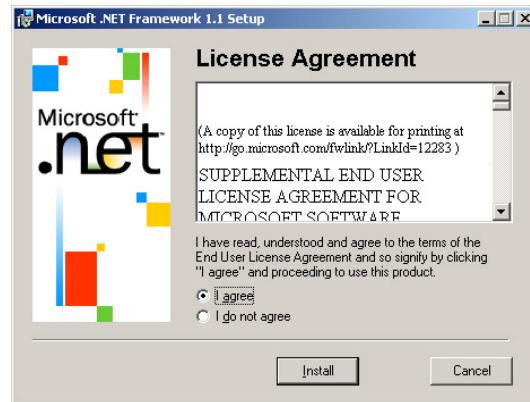 Microsoft .NET Framework 1.1 Setup
Microsoft
.net
License Agreement
(A copy of this license is available for printing at
http://go.microsoft.com/fwlink/?LinkId=12283 )
SUPPLEMENTAL END USER
LICENSE AGREEMENT FOR
MICROSOFT SOFTWARE
I have read, understood and agree to the terms of the
End User License Agreement and so signify by clicking
"I agree" and proceeding to use this product.
I agree
I do not agree
Install
Cancel